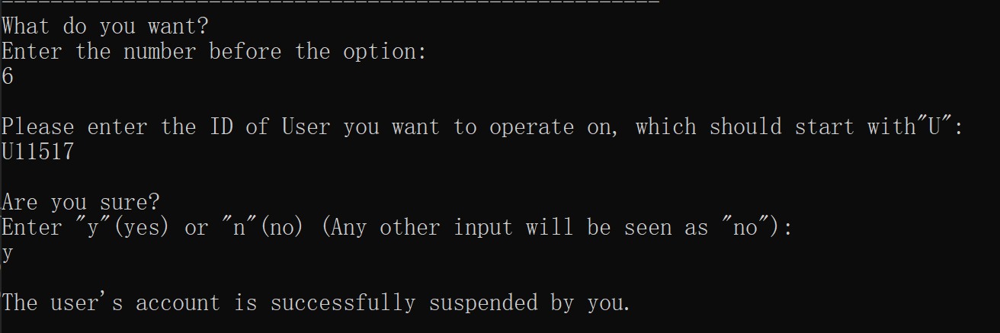 What do you want?
Enter the number before the option:
6
Please enter the ID of User you want to operate on, which should start with"U":
U11517
Are you sure?
Enter "y"(yes) or "n"(no) (Any other input will be seen as "no"):
y
The user's account is successfully suspended by you.